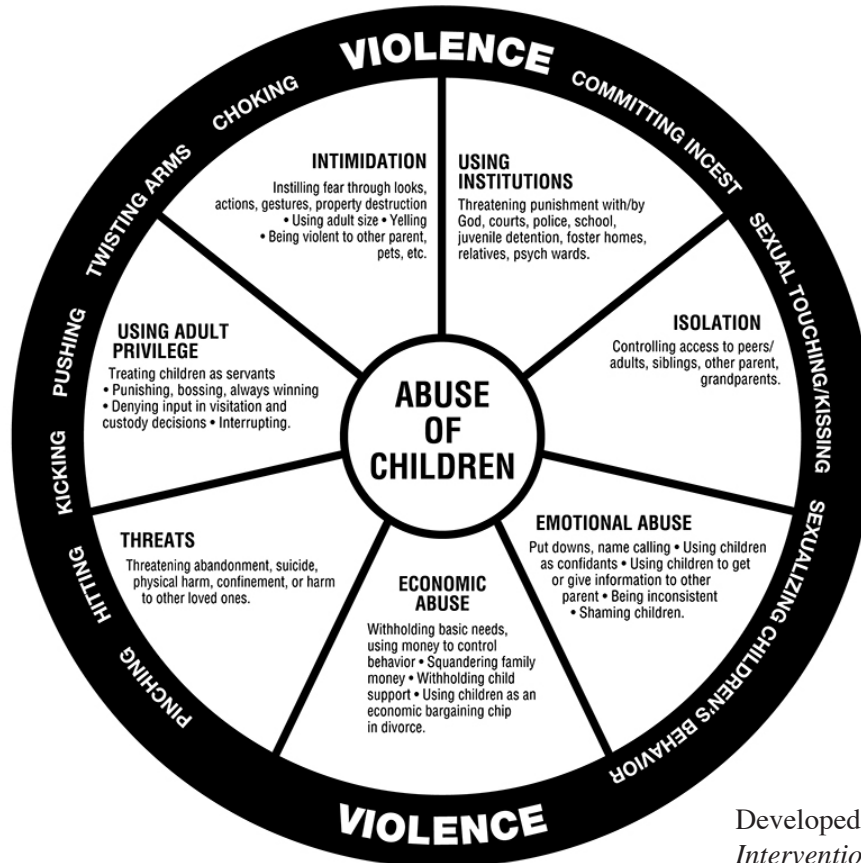 VIOLENCE
COMMITTING INCEST
SEXUAL TOUCHING/KISSING
SEXUALIZING CHILDREN'S BEHAVIOR
VIOLENCE
PINCHING
HITTING
KICKING
PUSHING
TWISTING ARMS
CHOKING
INTIMIDATION
Instilling fear through looks,
actions, gestures, property destruction
• Using adult size • Yelling
• Being violent to other parent,
pets, etc.
USING
INSTITUTIONS
Threatening punishment with/by
God, courts, police, school,
juvenile detention, foster homes,
relatives, psych wards.
ISOLATION
Controlling access to peers/
adults, siblings, other parent,
grandparents.
EMOTIONAL ABUSE
Put downs, name calling • Using children
as confidants • Using children to get
or give information to other
parent • Being inconsistent
• Shaming children.
ECONOMIC
ABUSE
Withholding basic needs,
using money to control
behavior • Squandering family
money • Withholding child
support • Using children as an
economic bargaining chip
in divorce.
THREATS
Threatening abandonment, suicide,
physical harm, confinement, or harm
to other loved ones.
USING ADULT
PRIVILEGE
Treating children as servants
• Punishing, bossing, always winning
• Denying input in visitation and
custody decisions • Interrupting.
ABUSE
OF
CHILDREN
Developed
Interventio